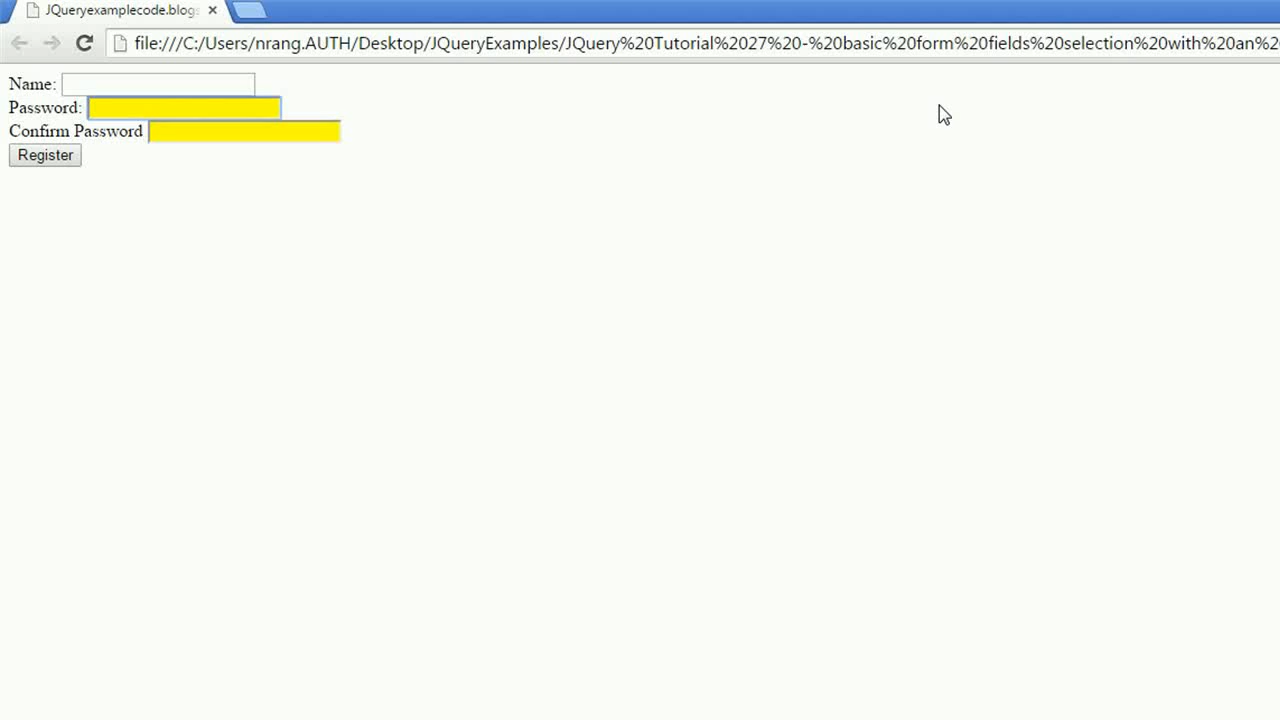 JQueryexamplecode.blog
file:///C:/Users/nrang.AUTH/Desktop/JQueryExamples/JQuery%20Tutorial%2027%20-%20basic%20form%20fields%20selection%20with%20an%2
Name:
Password:
Confirm Password
Register